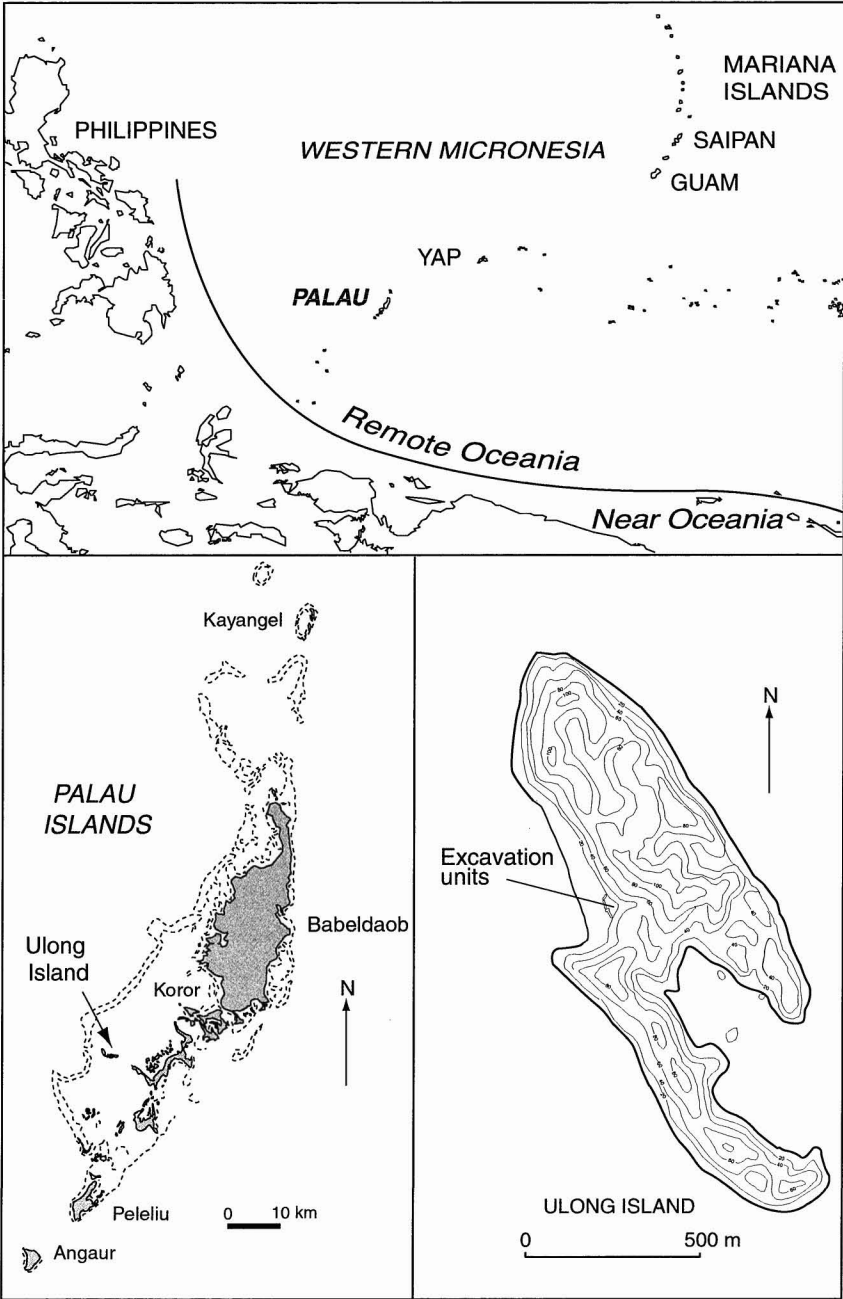 MARIANA
ISLANDS
PHILIPPINES
WESTERN MICRONESIA
SAIPAN
GUAM
YAP
PALAU
Remote Oceania
Near Oceania
Kayangel
N
PALAU
ISLANDS
Babeldaob
Ulong
Island
Koror
N
0 10 km
Peleliu
Angaur
Excavation
units
ULONG ISLAND
0 500 m